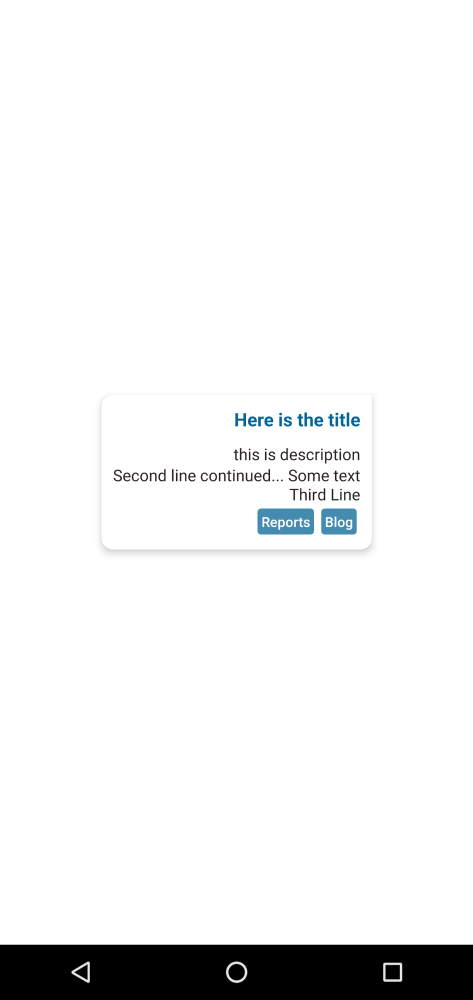 Here is the title
this is description
Second line continued... Some text
Third Line
Reports Blog